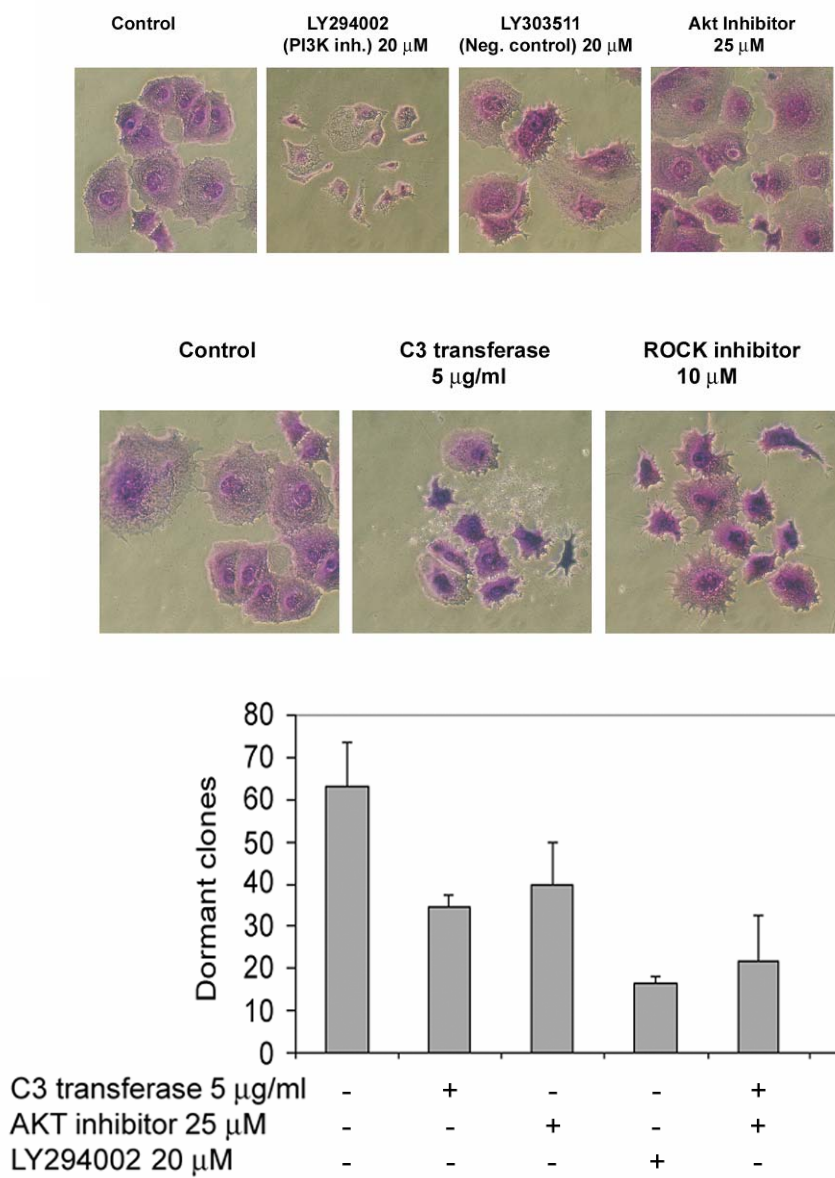 Control
LY294002
(PI3K inh.) 20 μM
LY303511
(Neg. control) 20 μM
Akt Inhibitor
25 μM
Control
C3 transferase
5 μg/ml
ROCK inhibitor
10 μM
Dormant clones
80
70
60
50
40
30
20
10
0
C3 transferase 5 μg/ml - + - - +
AKT inhibitor 25 μM - - + - +
LY294002 20 μM - - - + -